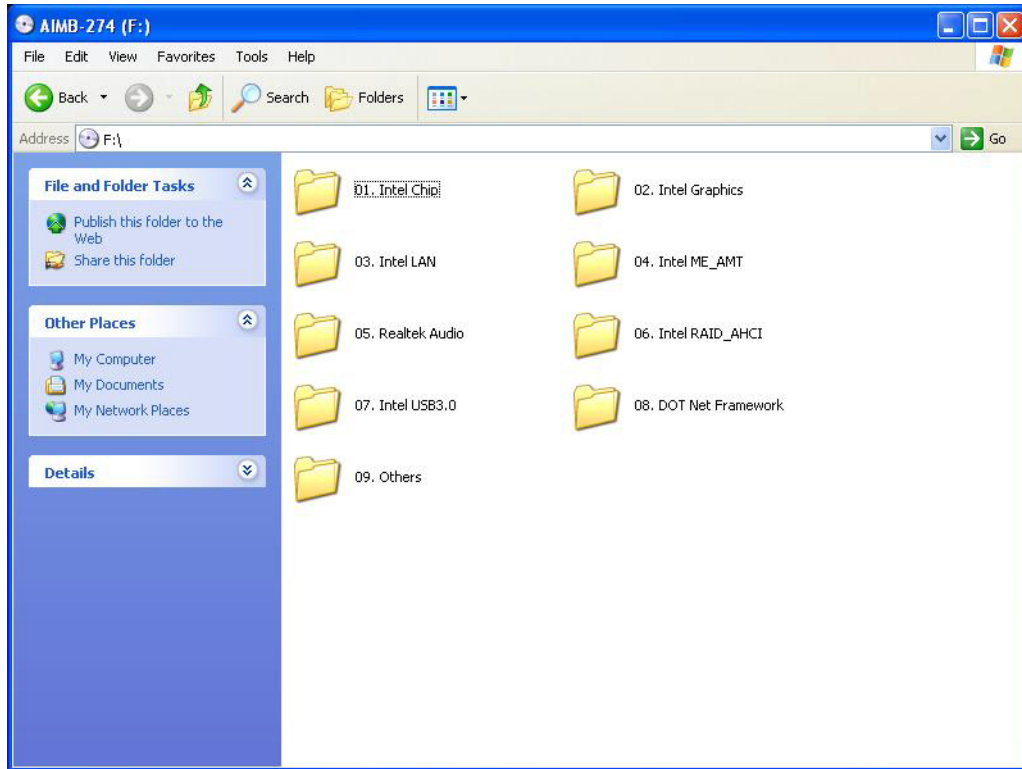 AIMB-274 (F:)
File Edit View Favorites Tools Help
Back Search Folders
Address F:\ Go
File and Folder Tasks
Publish this folder to the
Web
Share this folder
Other Places
My Computer
My Documents
My Network Places
Details
01. Intel Chip
02. Intel Graphics
03. Intel LAN
04. Intel ME_AMT
05. Realtek Audio
06. Intel RAID_AHCI
07. Intel USB3.0
08. DOT Net Framework
09. Others